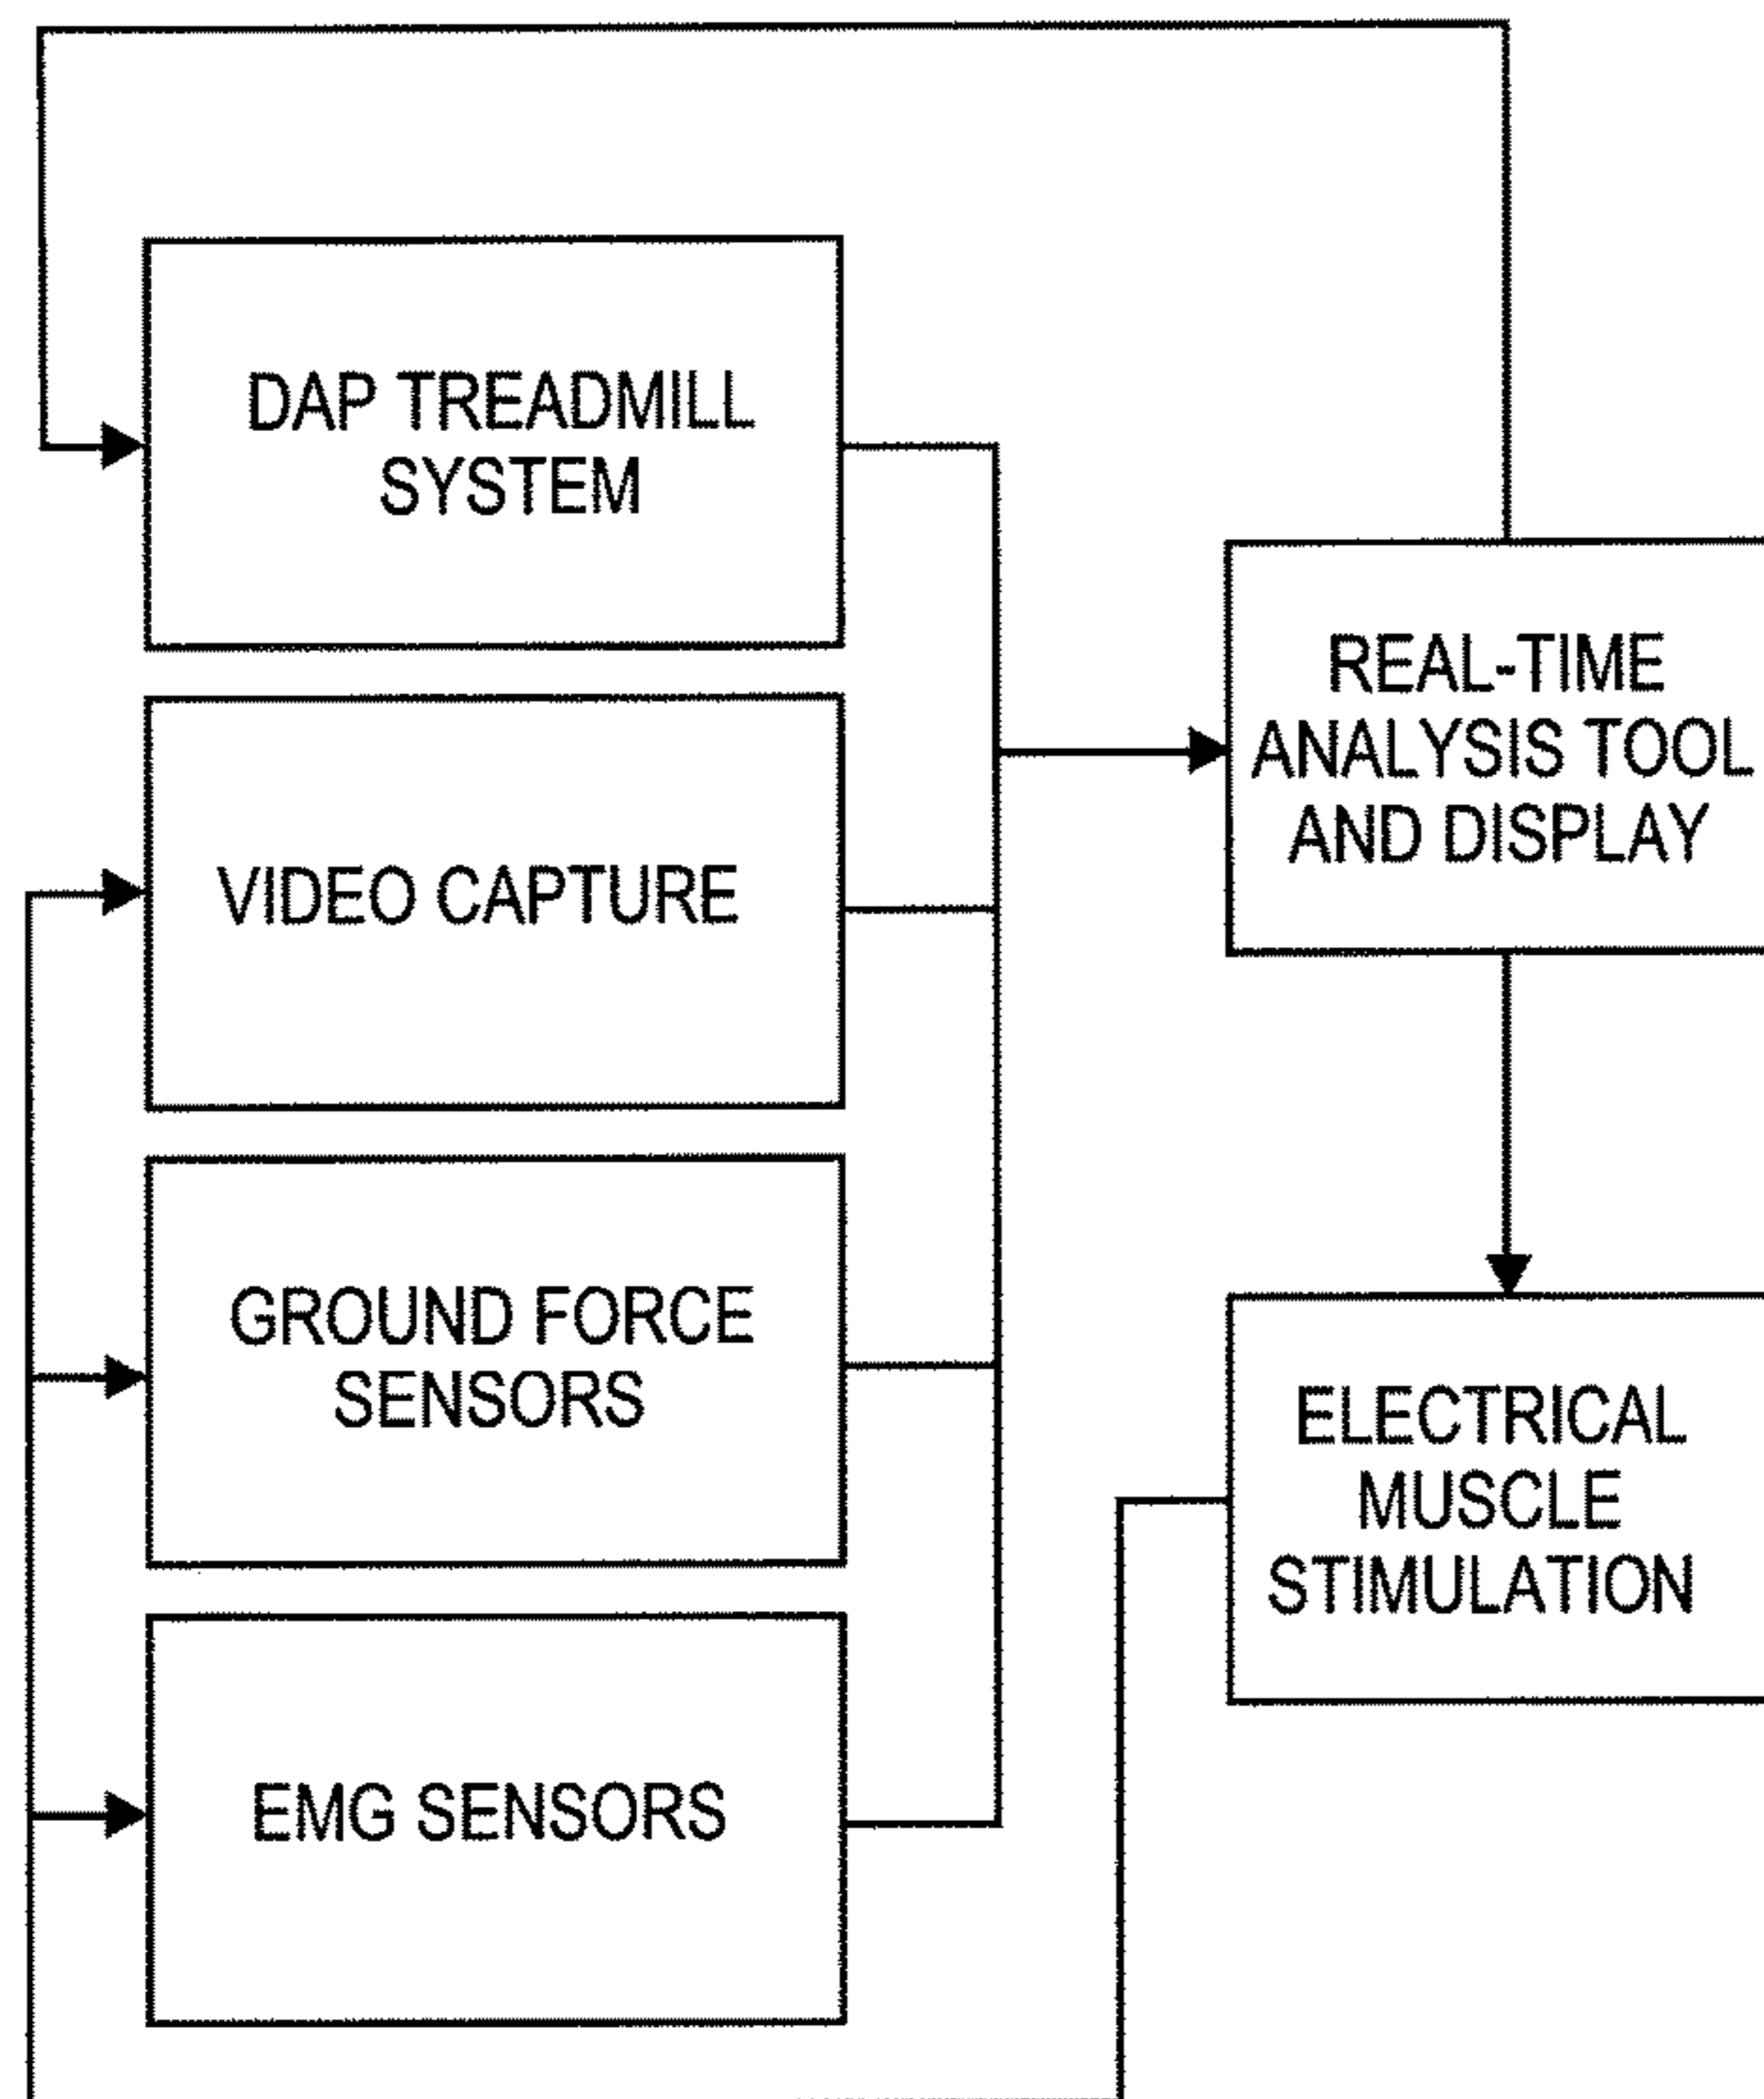 DAP TREADMILL
SYSTEM
VIDEO CAPTURE
GROUND FORCE
SENSORS
EMG SENSORS
REAL-TIME
ANALYSIS TOOL
AND DISPLAY
ELECTRICAL
MUSCLE
STIMULATION